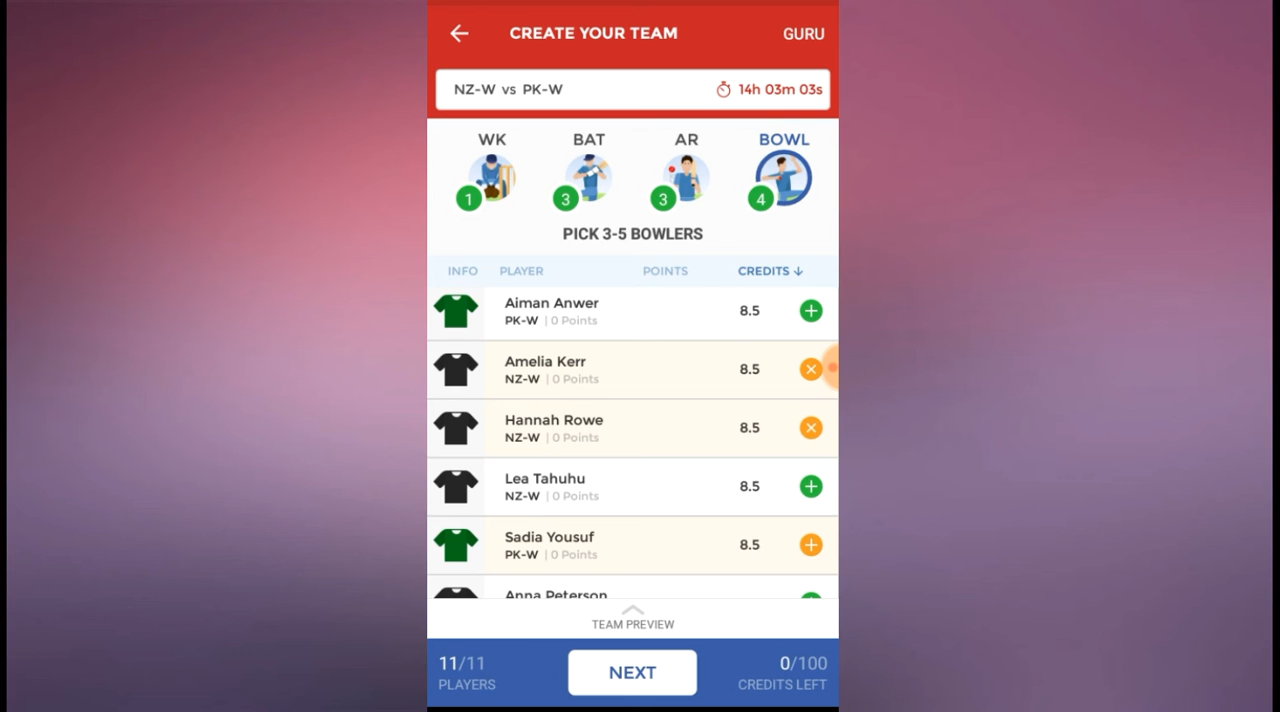 CREATE YOUR TEAM GURU
NZ-W vs PK-W 14h 03m 03s
WK BAT AR BOWL
1 3 3 4
PICK 3-5 BOWLERS
INFO PLAYER POINTS CREDITS ↓
Aiman Anwer
PK-W | 0 Points 8.5
Amelia Kerr
NZ-W | 0 Points 8.5
Hannah Rowe
NZ-W | 0 Points 8.5
Lea Tahuhu
NZ-W | 0 Points 8.5
Sadia Yousuf
PK-W | 0 Points 8.5
Anna Peterson
TEAM PREVIEW
11/11 NEXT 0/100
PLAYERS CREDITS LEFT